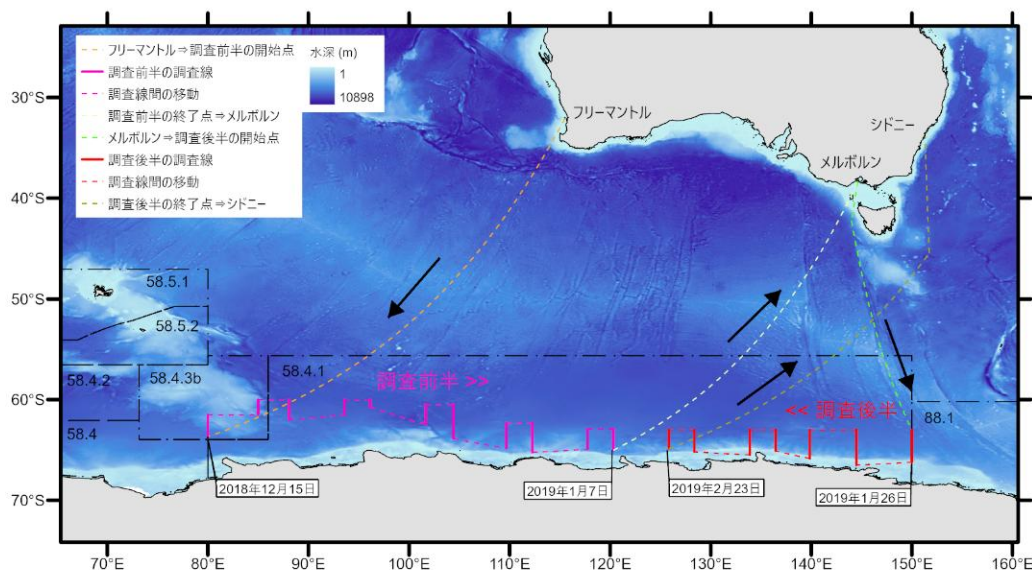 フリーマントル⇒調査前半の開始点
調査前半の調査線
調査線間の移動
調査前半の終了点⇒メルボルン
メルボルン⇒調査後半の開始点
調査後半の調査線
調査線間の移動
調査後半の終了点⇒シドニー
水深 (m)
1
10898
フリーマントル
シドニー
メルボルン
30°S
40°S
50°S
60°S
70°S
58.5.1
58.5.2
58.4.2
58.4.3b
58.4.1
58.4
88.1
調査前半 >>
<< 調査後半
2018年12月15日
2019年1月7日
2019年2月23日
2019年1月26日
70°E
80°E
90°E
100°E
110°E
120°E
130°E
140°E
150°E
160°E